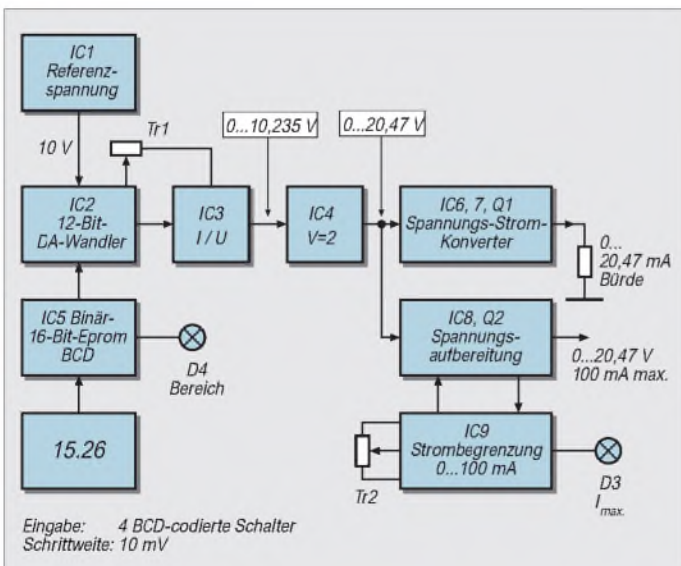 IC1
Referenz-
spannung
10 V
Tr1
0...10,235 V
0...20,47 V
IC2
12-Bit-
DA-Wandler
IC3
I / U
IC4
V=2
IC6, 7, Q1
Spannungs-Strom-
Konverter
0...
20,47 mA
Bürde
IC5 Binär-
16-Bit-Eprom
BCD
D4
Bereich
IC8, Q2
Spannungs-
aufbereitung
0...20,47 V
100 mA max.
15.26
Tr2
IC9
Strombegrenzung
0...100 mA
D3
Imax.
Eingabe: 4 BCD-codierte Schalter
Schrittweite: 10 mV